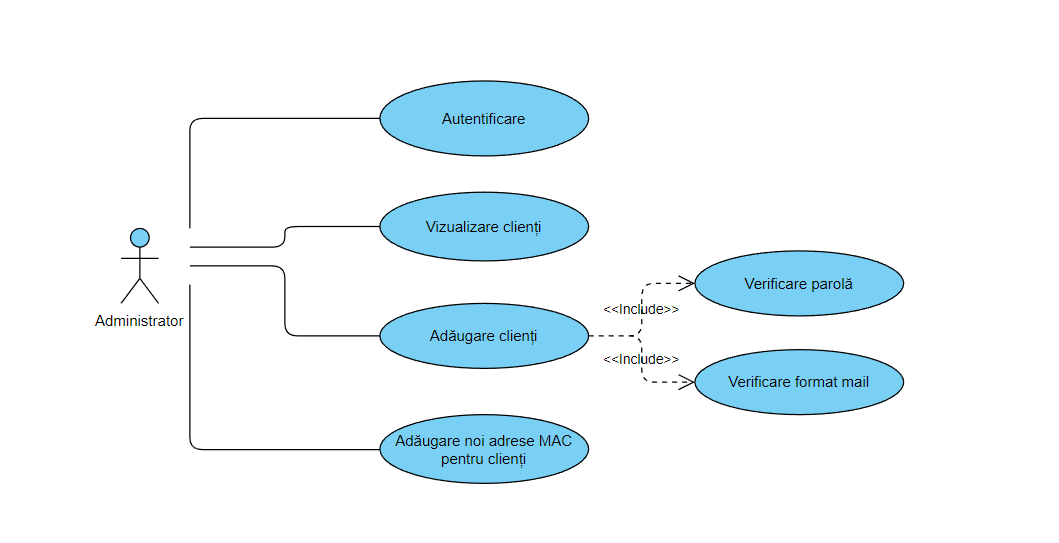 Autentificare
Vizualizare clienți
Administrator
Adăugare clienți
<<Include>>
Verificare parolă
<<Include>>
Verificare format mail
Adăugare noi adrese MAC
pentru clienți